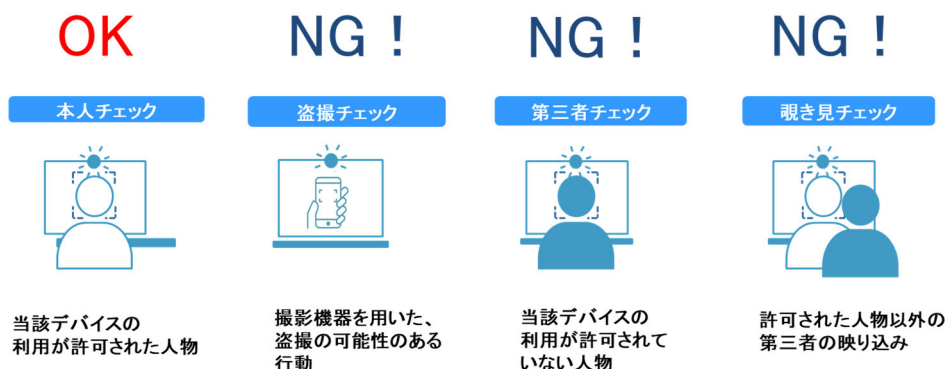 OK
NG！
NG！
NG！
本人チェック
盗撮チェック
第三者チェック
覗き見チェック
当該デバイスの
利用が許可された人物
撮影機器を用いた、
盗撮の可能性のある
行動
当該デバイスの
利用が許可されて
いない人物
許可された人物以外の
第三者の映り込み